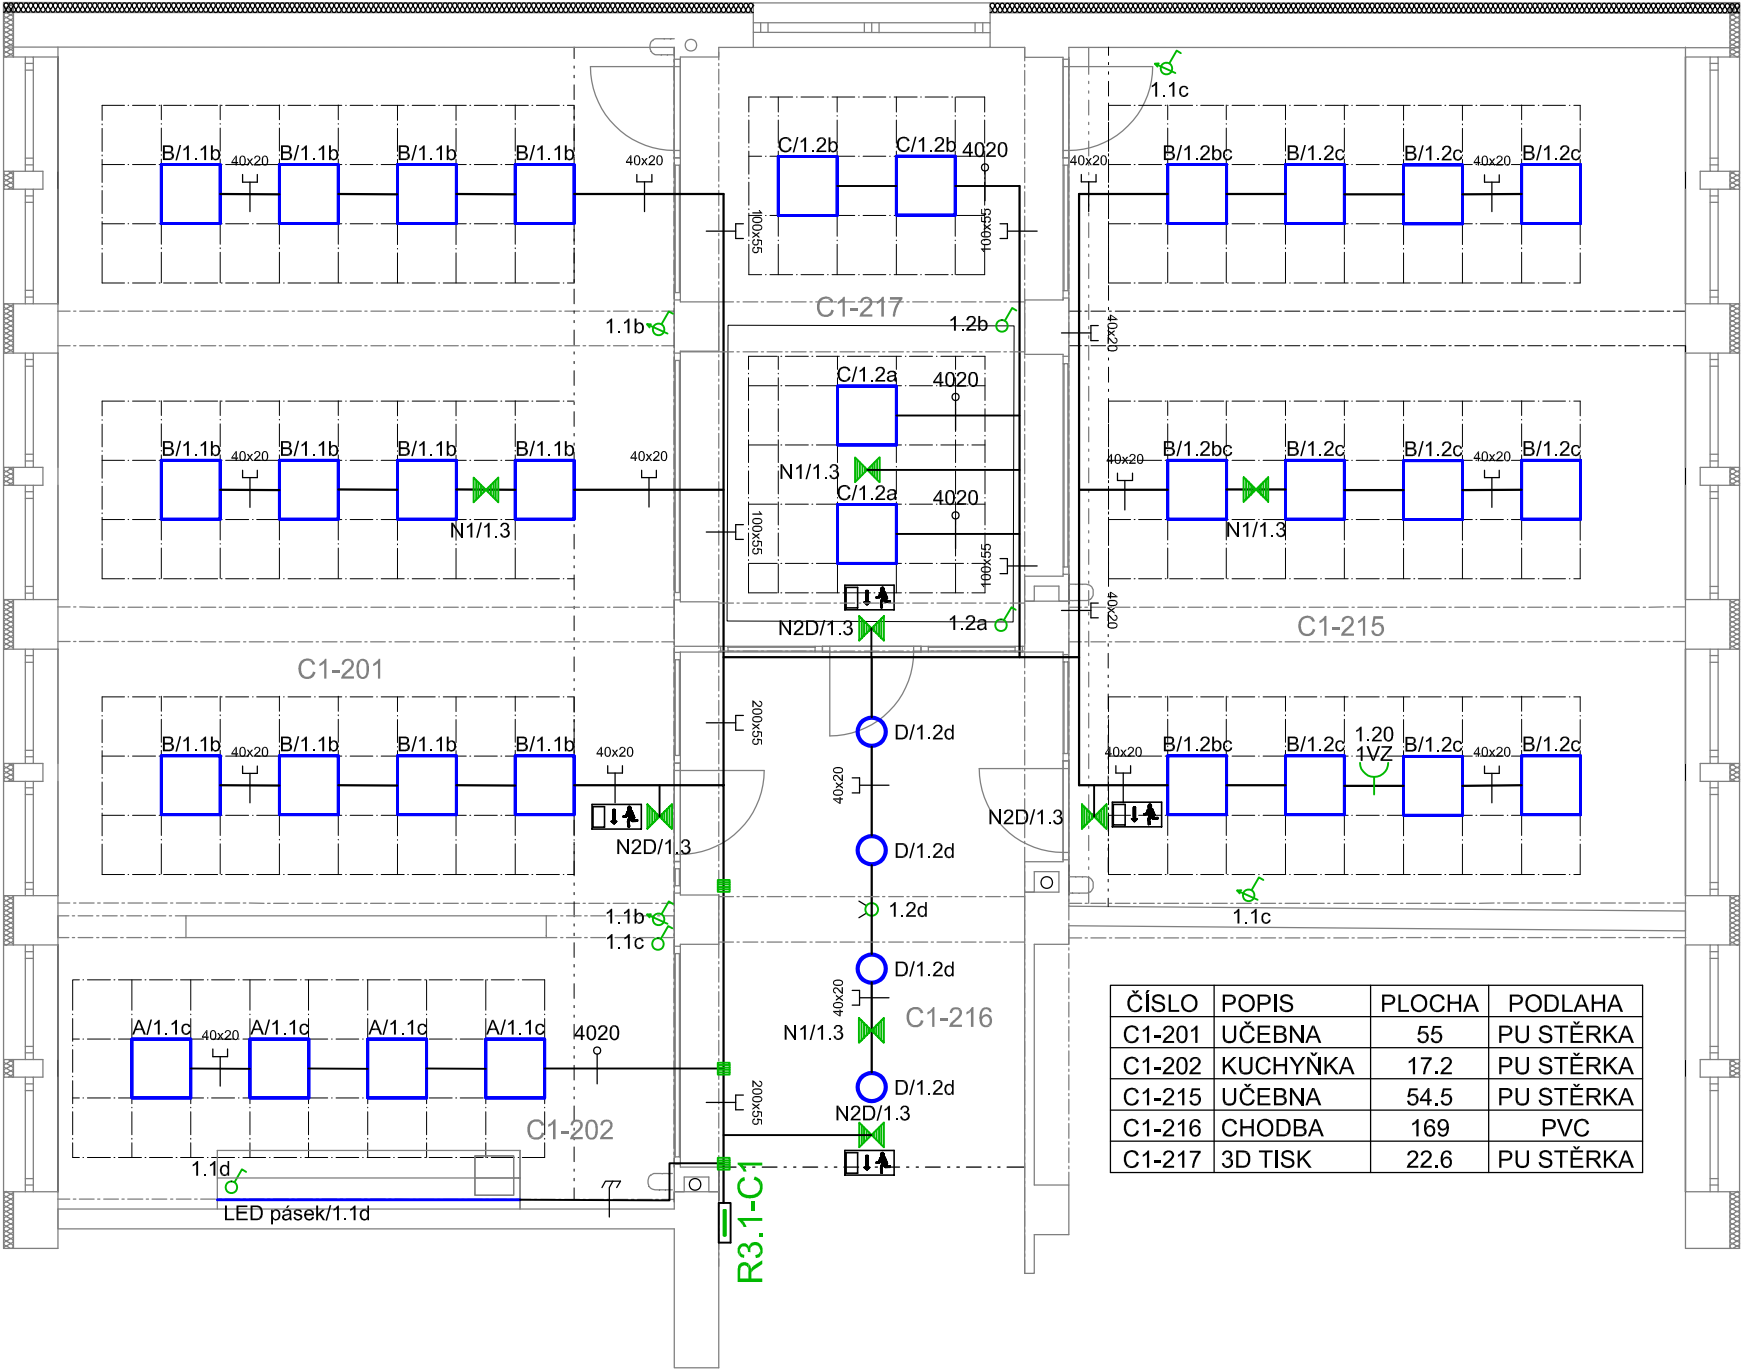 1.1c
B/1.1b 40x20 B/1.1b B/1.1b B/1.1b 40x20
C/1.2b C/1.2b 4020
40x20 B/1.2bc B/1.2c B/1.2c 40x20 B/1.2c
100x55
100x55
C1-217
1.1b
1.2b
40x20
C/1.2a 4020
B/1.1b 40x20 B/1.1b B/1.1b B/1.1b 40x20
N1/1.3
N1/1.3
C/1.2a 4020
40x20 B/1.2bc B/1.2c B/1.2c 40x20 B/1.2c
N1/1.3
100x55
100x55
40x20
N2D/1.3
1.2a
C1-215
C1-201
200x55
D/1.2d
B/1.1b 40x20 B/1.1b B/1.1b B/1.1b 40x20
40x20
40x20 B/1.2bc B/1.2c 1.20
1VZ B/1.2c 40x20 B/1.2c
N2D/1.3
N2D/1.3
D/1.2d
1.1b
1.1c
1.2d
1.1c
D/1.2d
40x20
C1-216
A/1.1c 40x20 A/1.1c A/1.1c A/1.1c 4020
N1/1.3
D/1.2d
200x55
N2D/1.3
C1-202
1.1d
LED pásek/1.1d
R3.1-C1
ČÍSLO POPIS PLOCHA PODLAHA
C1-201 UČEBNA 55 PU STĚRKA
C1-202 KUCHYŇKA 17.2 PU STĚRKA
C1-215 UČEBNA 54.5 PU STĚRKA
C1-216 CHODBA 169 PVC
C1-217 3D TISK 22.6 PU STĚRKA